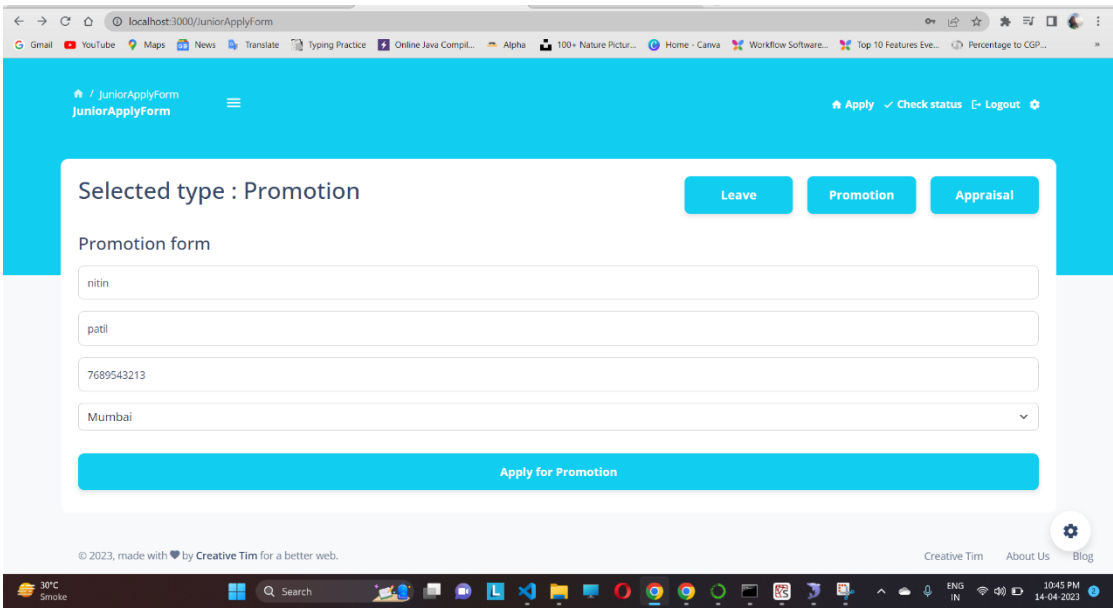 localhost:3000/JuniorApplyForm
Gmail YouTube Maps News Translate Typing Practice Online Java Compil... Alpha 100+ Nature Pictur... Home - Canva Workflow Software... Top 10 Features Eve... Percentage to CGP... »
/ JuniorApplyForm
JuniorApplyForm
Apply Check status Logout
Selected type : Promotion
Leave Promotion Appraisal
Promotion form
nitin
patil
7689543213
Mumbai
Apply for Promotion
© 2023, made with by Creative Tim for a better web.
Creative Tim About Us Blog
30°C
Smoke
Search
ENG
IN
10:45 PM
14-04-2023